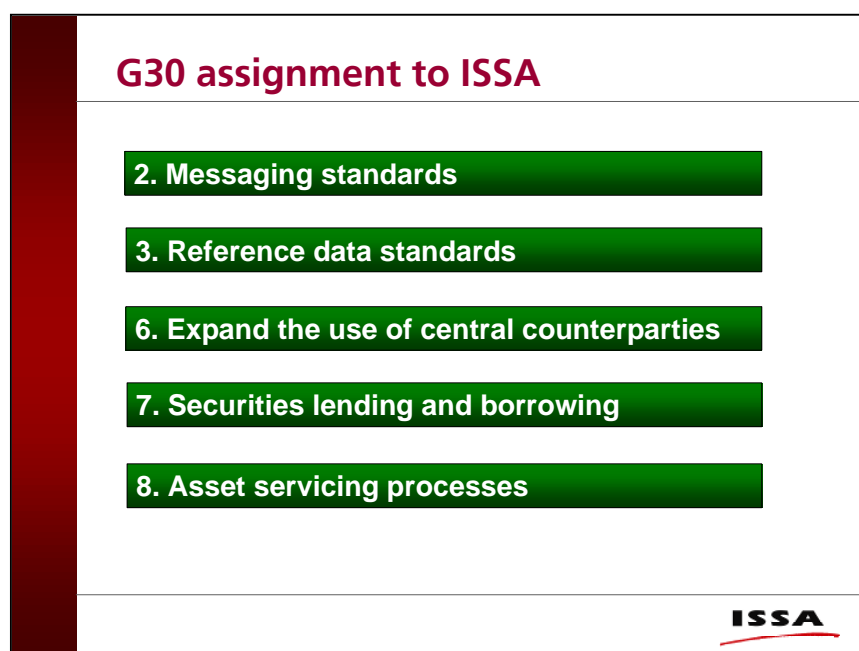 G30 assignment to ISSA
2. Messaging standards
3. Reference data standards
6. Expand the use of central counterparties
7. Securities lending and borrowing
8. Asset servicing processes
ISSA